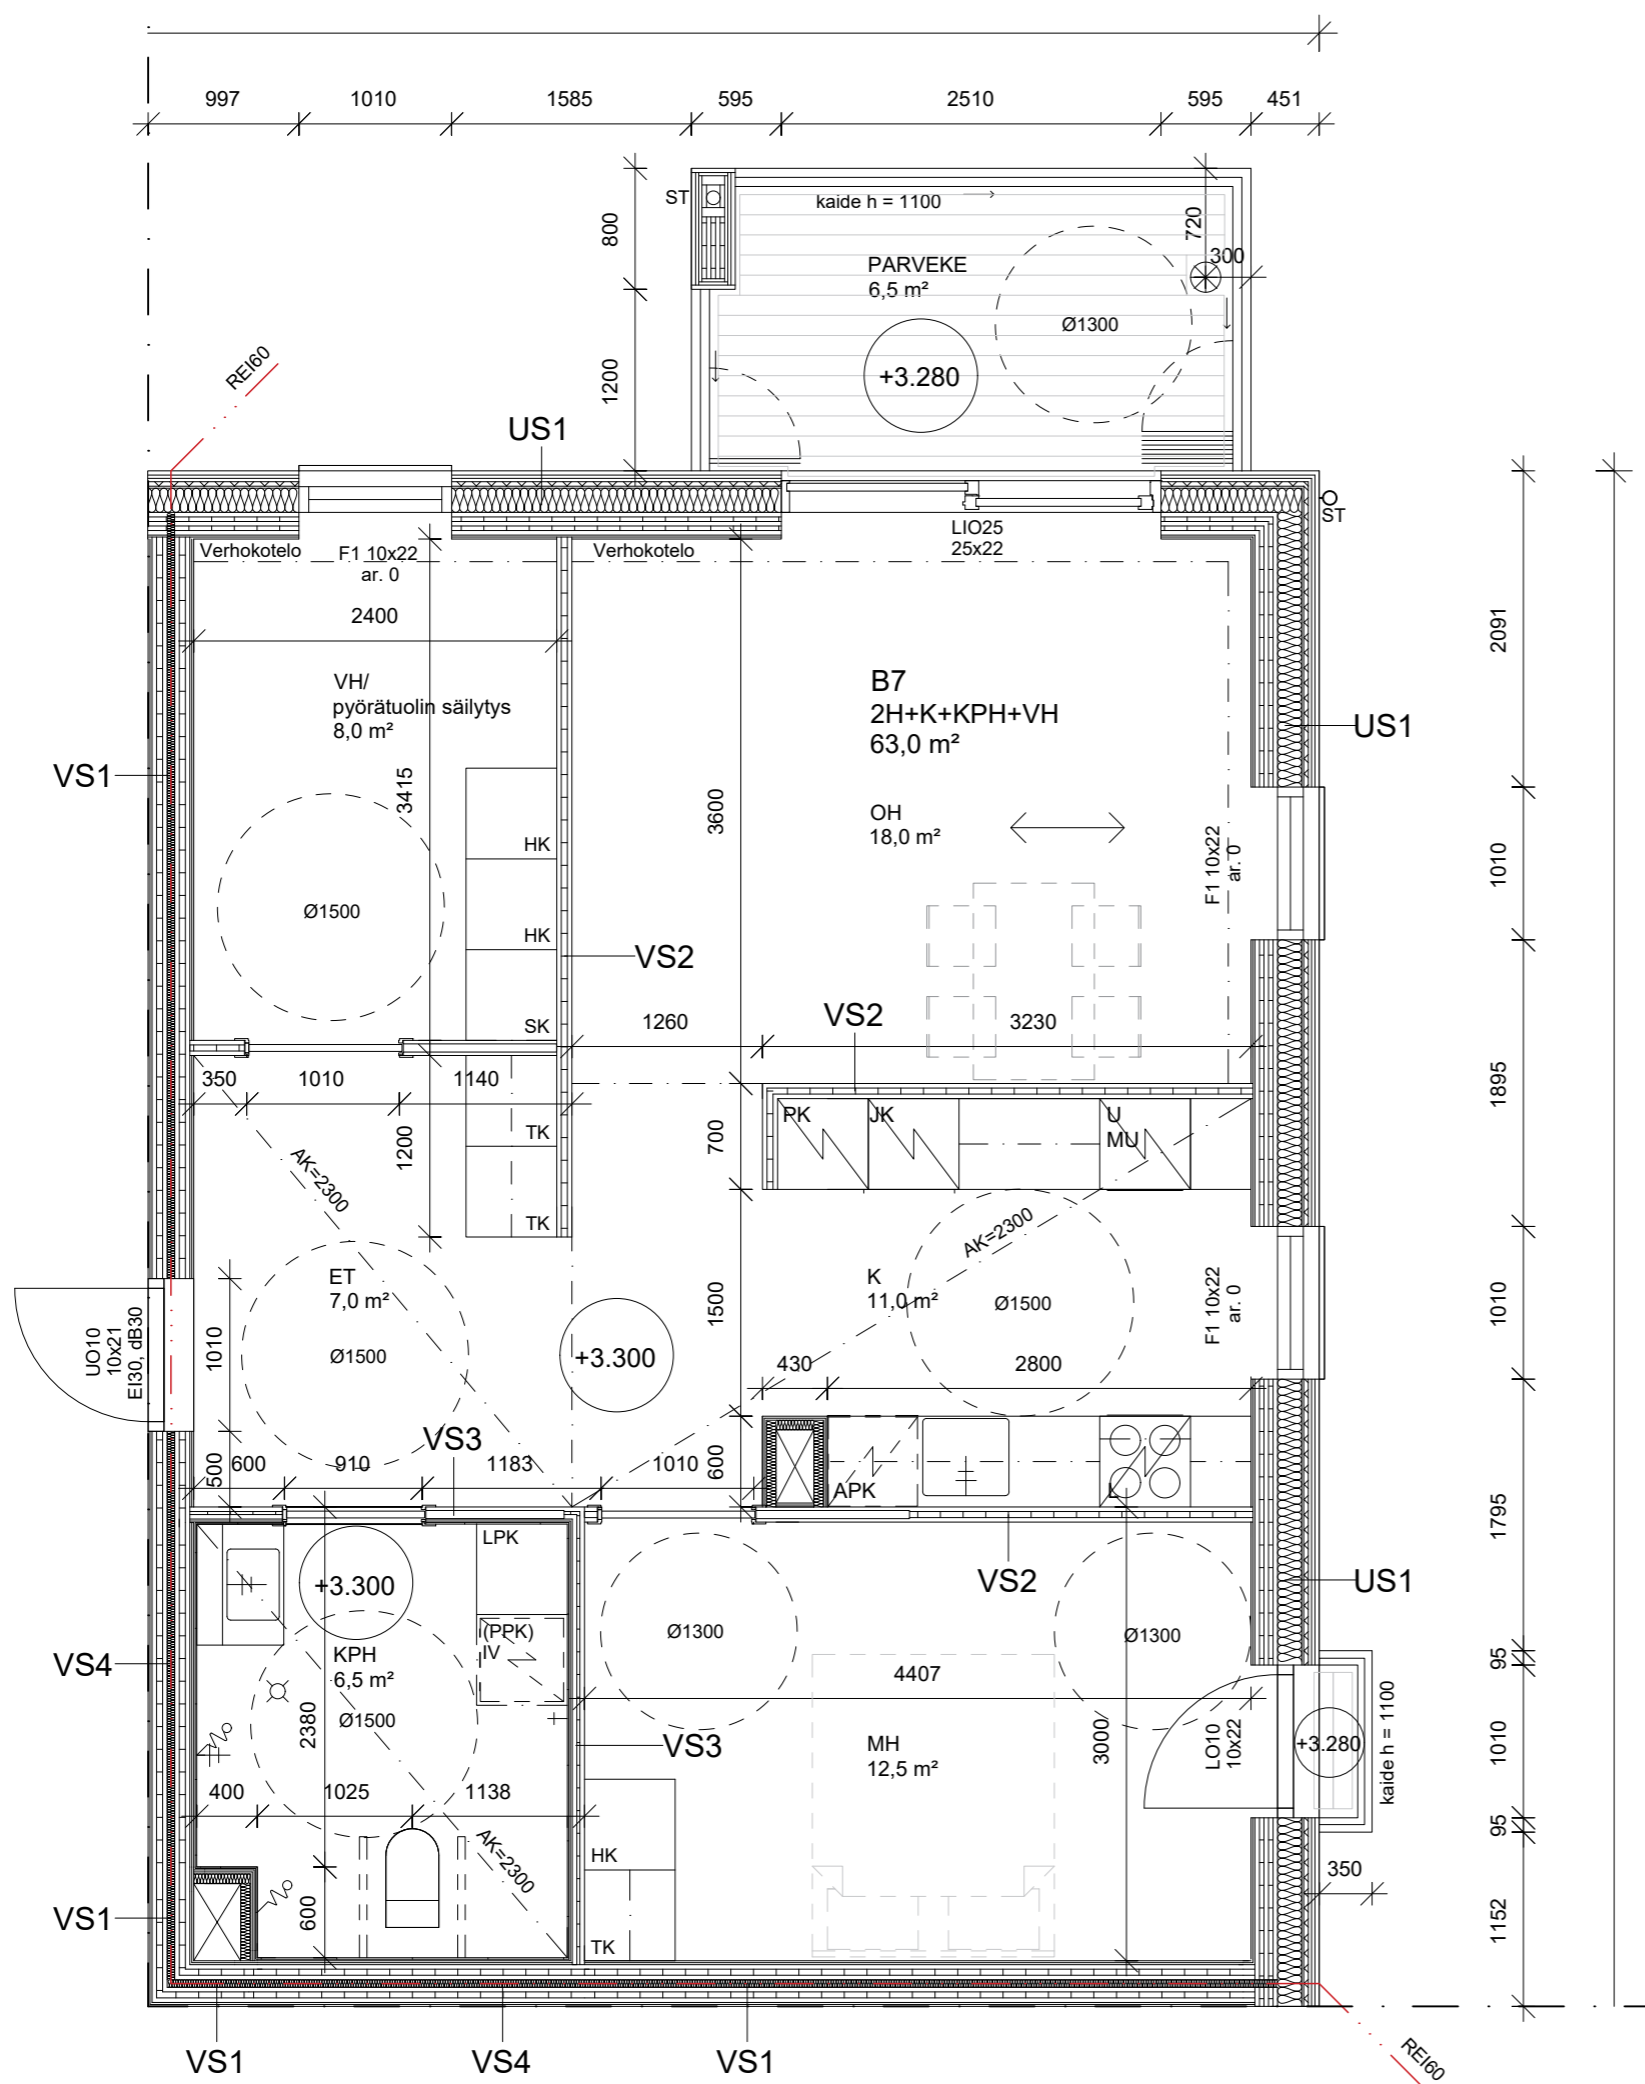 997
1010
1585
595
2510
595
451
ST
800
1200
kaide h = 1100
720
300
PARVEKE
6,5 m²
Ø1300
+3.280
REI60
US1
ST
Verhokotelo
F1 10x22
ar. 0
Verhokotelo
LIO25
25x22
2400
2091
VH/
pyörätuolin säilytys
8,0 m²
B7
2H+K+KPH+VH
63,0 m²
US1
VS1
3415
3600
OH
18,0 m²
HK
F1 10x22
ar. 0
1010
Ø1500
HK
VS2
SK
1260
VS2
3230
350
1010
1140
1895
PK
JK
U
MU
TK
1200
700
AK=2300
TK
AK=2300
ET
7,0 m²
K
11,0 m²
Ø1500
1500
F1 10x22
ar. 0
1010
UO10
10x21
EI30, dB30
1010
Ø1500
+3.300
430
2800
VS3
500
600
910
1183
1010
600
APK
L
1795
LPK
+3.300
VS2
US1
(PPK)
IV
Ø1300
Ø1300
VS4
KPH
6,5 m²
4407
95
Ø1500
2380
VS3
MH
12,5 m²
3000
LO10
10x22
+3.280
kaide h = 1100
1010
400
1025
1138
95
AK=2300
HK
350
VS1
600
TK
1152
VS1
VS4
VS1
REI60